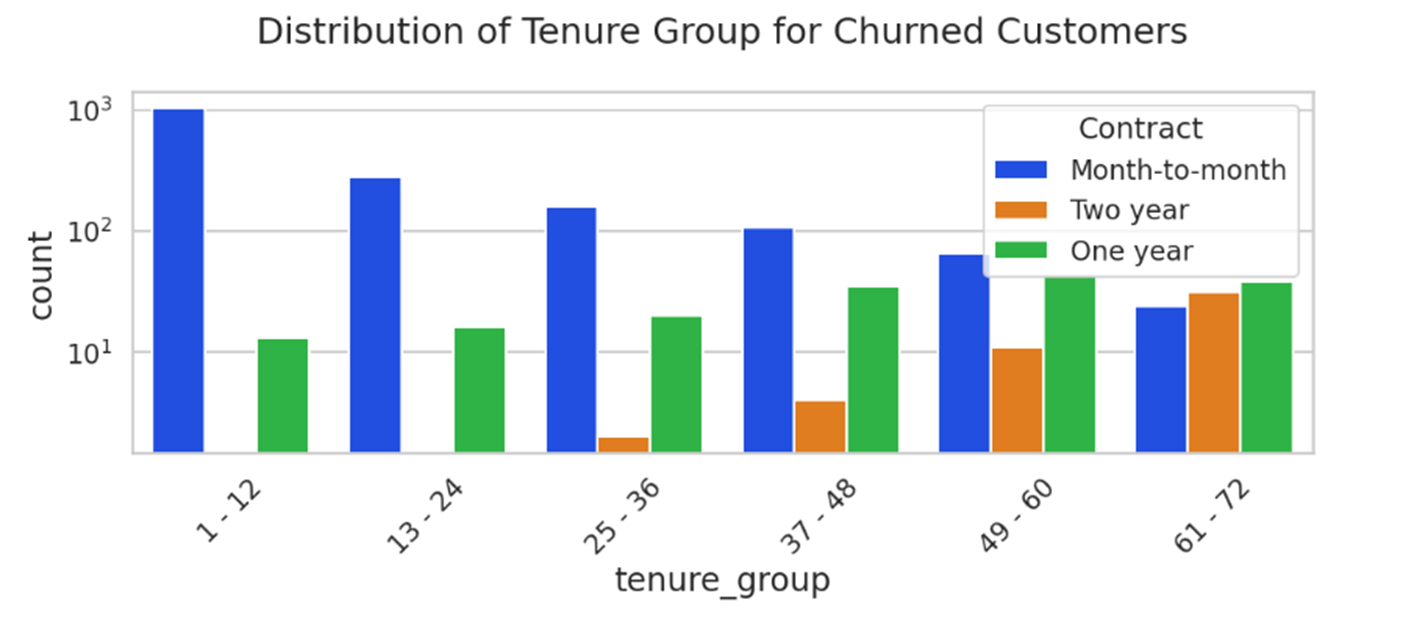 Distribution of Tenure Group for Churned Customers
10³
10²
10¹
count
Contract
Month-to-month
Two year
One year
1 - 12
13 - 24
25 - 36
37 - 48
49 - 60
61 - 72
tenure_group